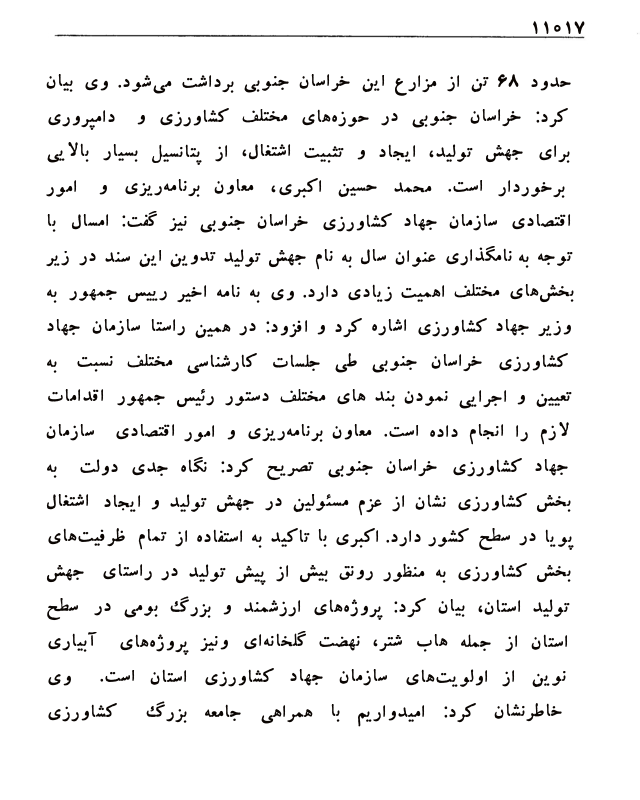 ۱۱۰۱۷
حدود ۶۸ تن از مزارع این خراسان جنوبی برداشت می‌شود. وی بیان
کرد: خراسان جنوبی در حوزه‌های مختلف کشاورزی و دامپروری
برای جهش تولید، ایجاد و تثبیت اشتغال، از پتانسیل بسیار بالایی
برخوردار است. محمد حسین اکبری، معاون برنامه‌ریزی و امور
اقتصادی سازمان جهاد کشاورزی خراسان جنوبی نیز گفت: امسال با
توجه به نامگذاری عنوان سال به نام جهش تولید تدوین این سند در زیر
بخش‌های مختلف اهمیت زیادی دارد. وی به نامه اخیر رییس جمهور به
وزیر جهاد کشاورزی اشاره کرد و افزود: در همین راستا سازمان جهاد
کشاورزی خراسان جنوبی طی جلسات کارشناسی مختلف نسبت به
تعیین و اجرایی نمودن بند های مختلف دستور رئیس جمهور اقدامات
لازم را انجام داده است. معاون برنامه‌ریزی و امور اقتصادی سازمان
جهاد کشاورزی خراسان جنوبی تصریح کرد: نگاه جدی دولت به
بخش کشاورزی نشان از عزم مسئولین در جهش تولید و ایجاد اشتغال
پویا در سطح کشور دارد. اکبری با تاکید به استفاده از تمام ظرفیت‌های
بخش کشاورزی به منظور رونق بیش از پیش تولید در راستای جهش
تولید استان، بیان کرد: پروژه‌های ارزشمند و بزرگ بومی در سطح
استان از جمله هاب شتر، نهضت گلخانه‌ای ونیز پروژه‌های آبیاری
نوین از اولویت‌های سازمان جهاد کشاورزی استان است. وی
خاطرنشان کرد: امیدواریم با همراهی جامعه بزرگ کشاورزی